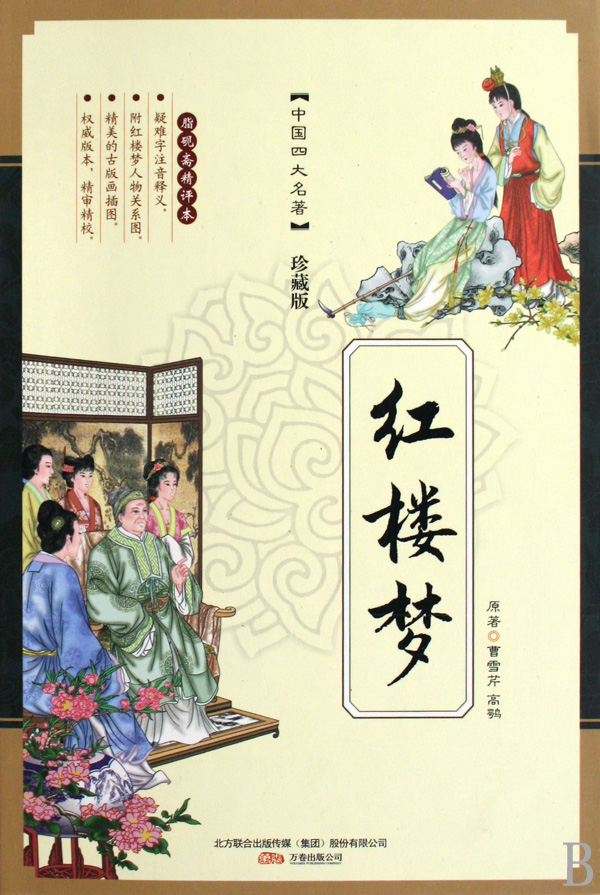 【中国四大名著】
珍藏版
脂砚斋精评本
●疑难字注音释义。
●附红楼梦人物关系图。
●精美的古版画插图。
●权威版本，精审精校。
红楼梦
原著◎曹雪芹 高鹗
北方联合出版传媒（集团）股份有限公司
万卷出版公司
VOLUMES PUBLISHING COMPANY
B